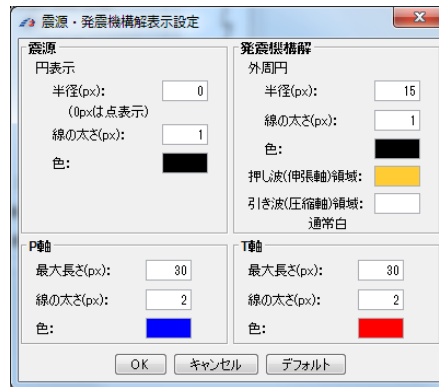 震源・発震機構解表示設定
震源
円表示
半径(px): 0
(0pxは点表示)
線の太さ(px): 1
色:
発震機構解
外周円
半径(px): 15
線の太さ(px): 1
色:
押し波(伸張軸)領域:
引き波(圧縮軸)領域:
通常白
P軸
最大長さ(px): 30
線の太さ(px): 2
色:
T軸
最大長さ(px): 30
線の太さ(px): 2
色:
OK キャンセル デフォルト